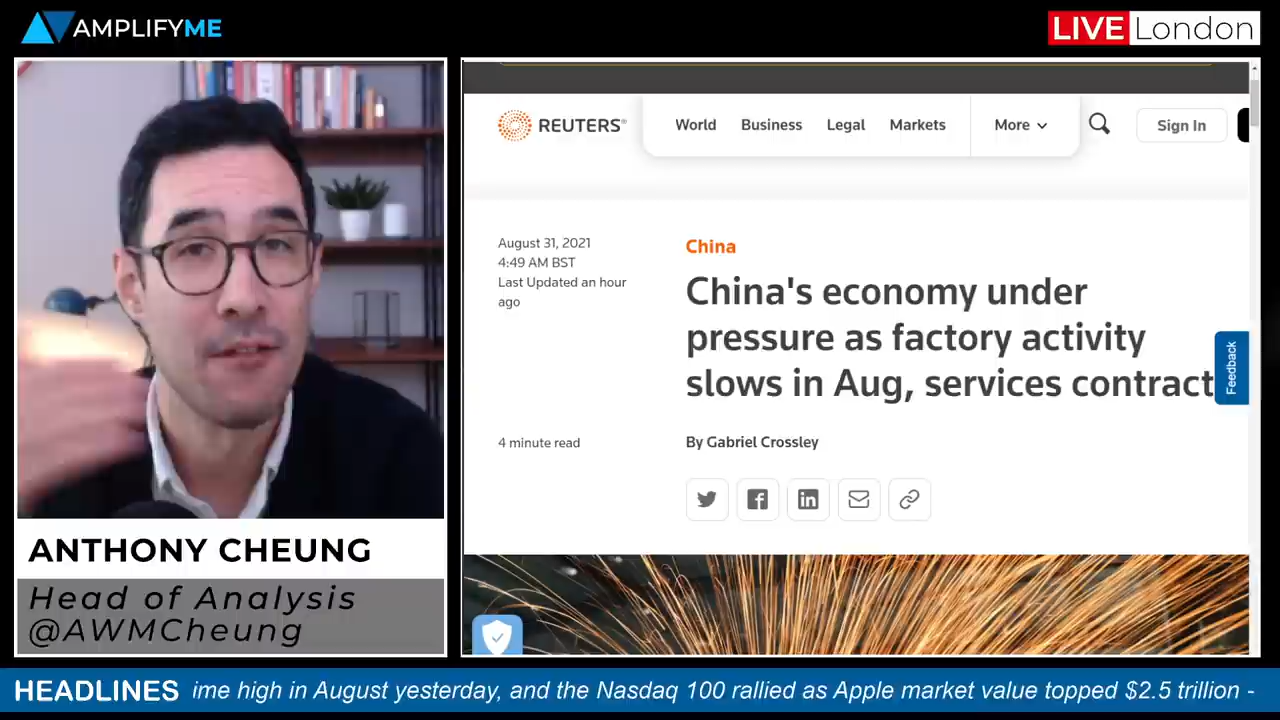 AMPLIFYME
LIVE London
REUTERS
World Business Legal Markets More
Sign In
August 31, 2021
4:49 AM BST
Last Updated an hour
ago
China
China's economy under
pressure as factory activity
slows in Aug, services contract
Feedback
4 minute read
By Gabriel Crossley
ANTHONY CHEUNG
Head of Analysis
@AWMCheung
HEADLINES ime high in August yesterday, and the Nasdaq 100 rallied as Apple market value topped $2.5 trillion -